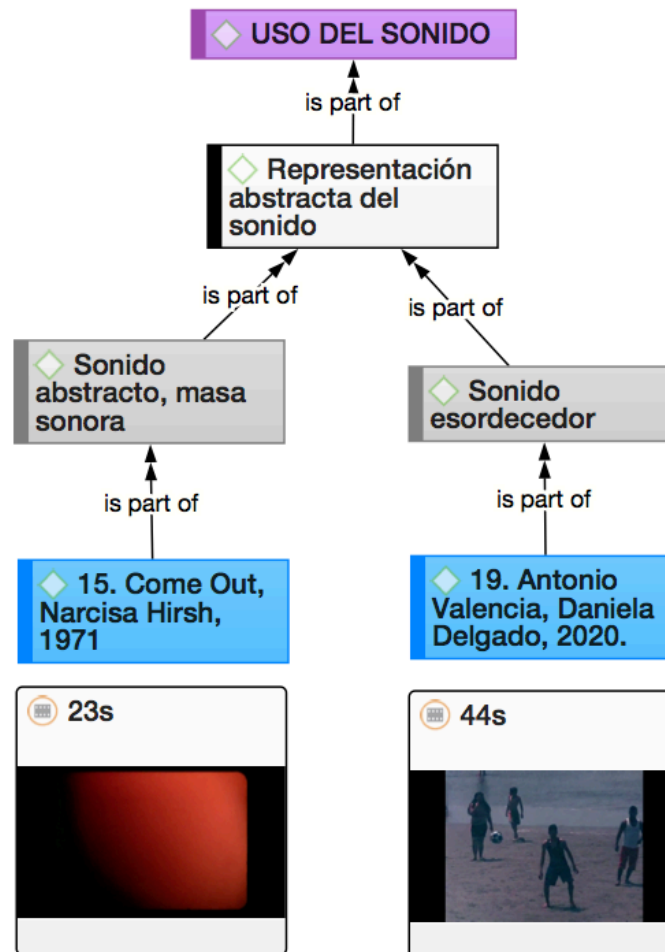 USO DEL SONIDO
is part of
Representación
abstracta del
sonido
is part of
is part of
Sonido
abstracto, masa
sonora
Sonido
esordecedor
is part of
is part of
15. Come Out,
Narcisa Hirsh,
1971
19. Antonio
Valencia, Daniela
Delgado, 2020.
23s
44s